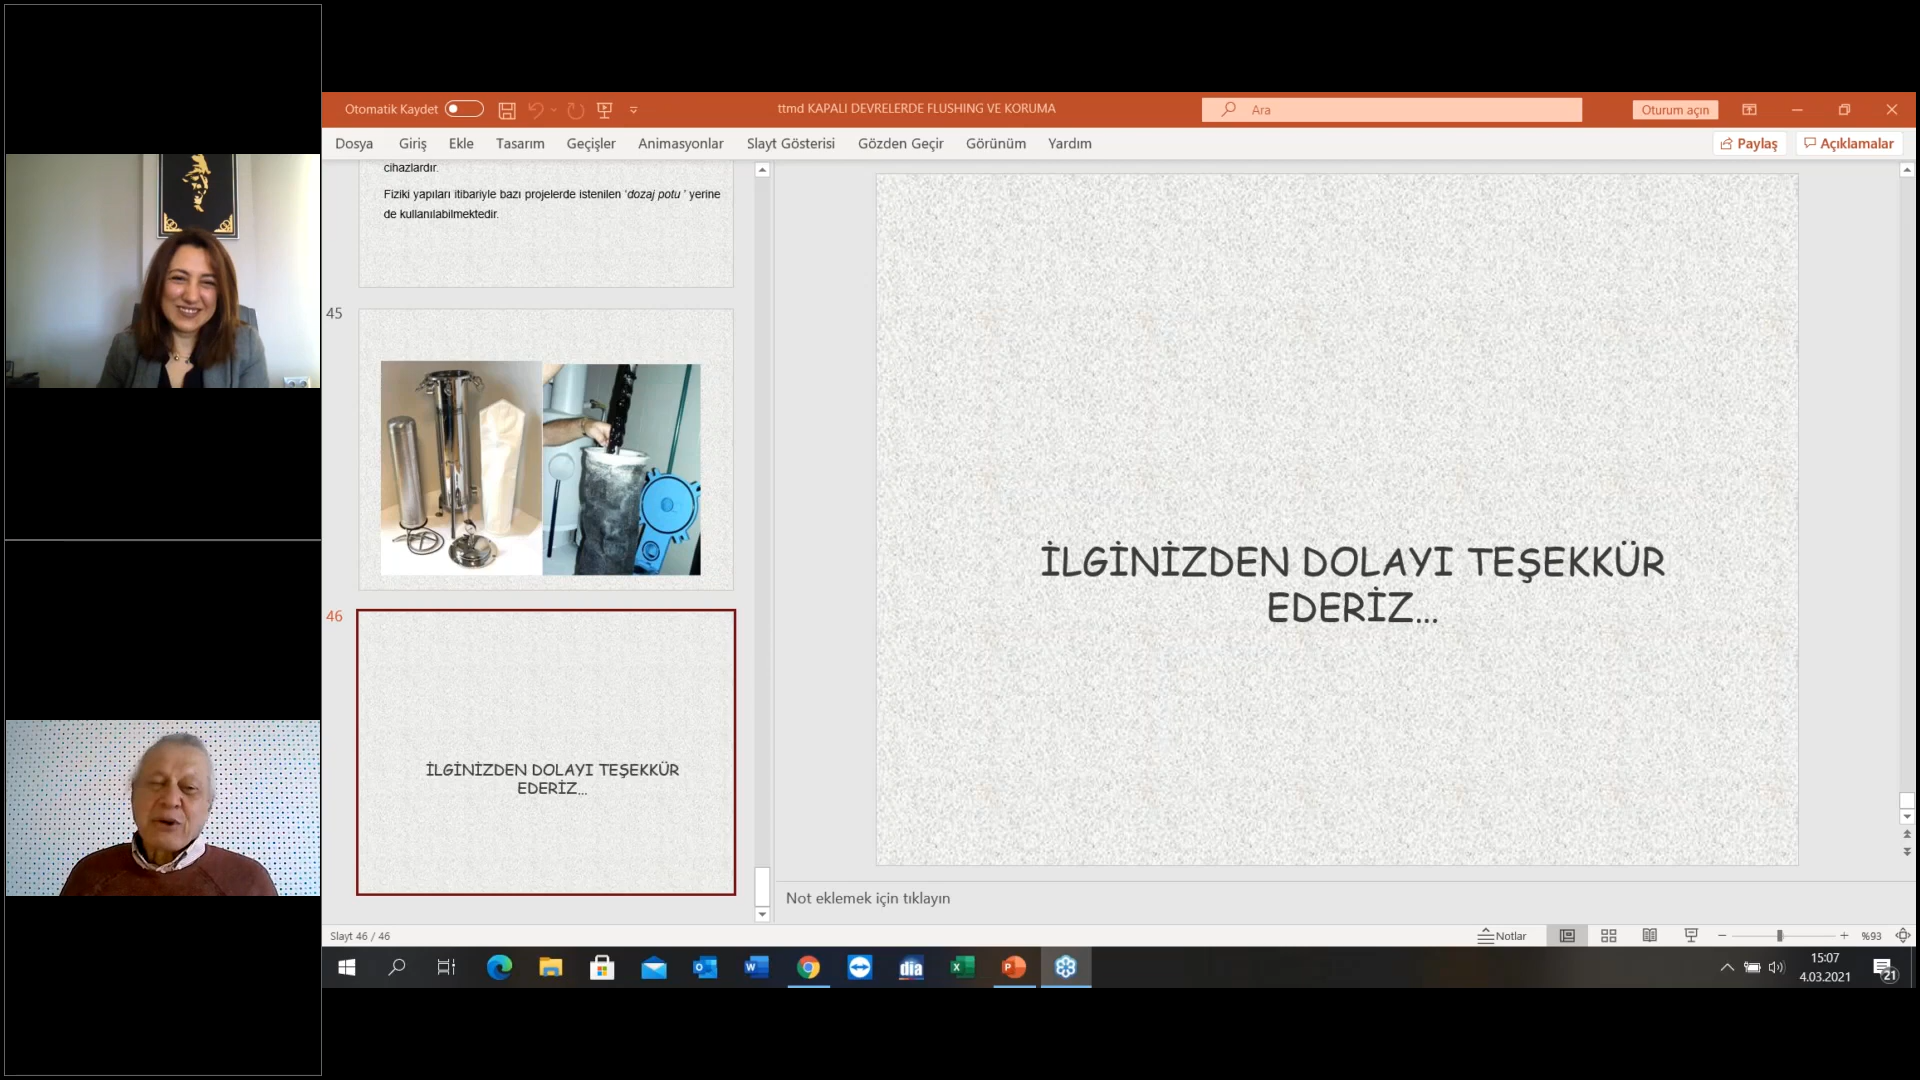 Otomatik Kaydet
ttmd KAPALI DEVRELERDE FLUSHING VE KORUMA
Ara
Oturum açın
Dosya Giriş Ekle Tasarım Geçişler Animasyonlar Slayt Gösterisi Gözden Geçir Görünüm Yardım
Paylaş
Açıklamalar
cihazlardır.
Fiziki yapıları itibariyle bazı projelerde istenilen ‘dozaj potu ’ yerine
de kullanılabilmektedir.
45
46
İLGİNİZDEN DOLAYI TEŞEKKÜR
EDERİZ...
İLGİNİZDEN DOLAYI TEŞEKKÜR
EDERİZ...
Not eklemek için tıklayın
Slayt 46 / 46
Notlar
%93
dia
15:07
4.03.2021
21